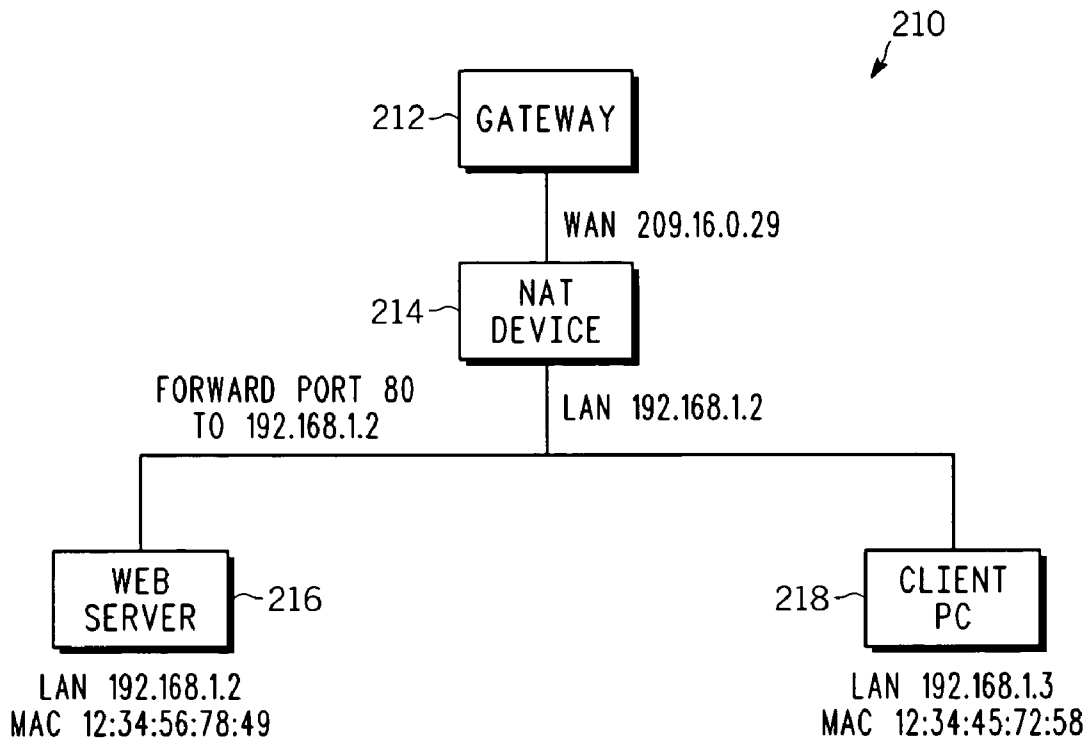 210
212
GATEWAY
WAN 209.16.0.29
214
NAT
DEVICE
FORWARD PORT 80
TO 192.168.1.2
LAN 192.168.1.2
WEB
SERVER
216
LAN 192.168.1.2
MAC 12:34:56:78:49
218
CLIENT
PC
LAN 192.168.1.3
MAC 12:34:45:72:58